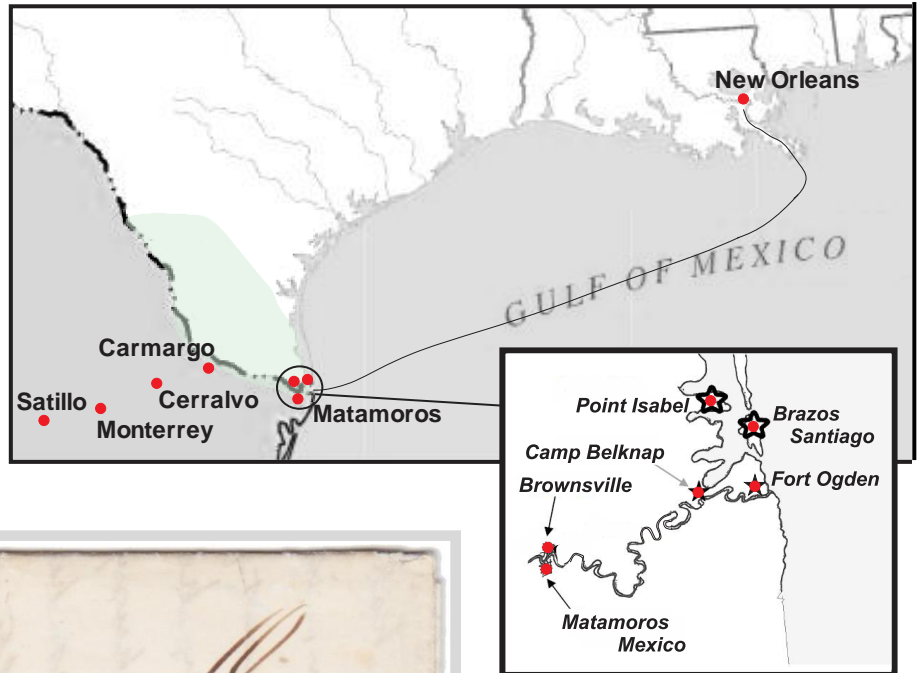 New Orleans
GULF OF MEXICO
Carmargo
Cerralvo
Satillo
Monterrey
Matamoros
Point Isabel
Brazos
Santiago
Camp Belknap
Fort Ogden
Brownsville
Matamoros
Mexico